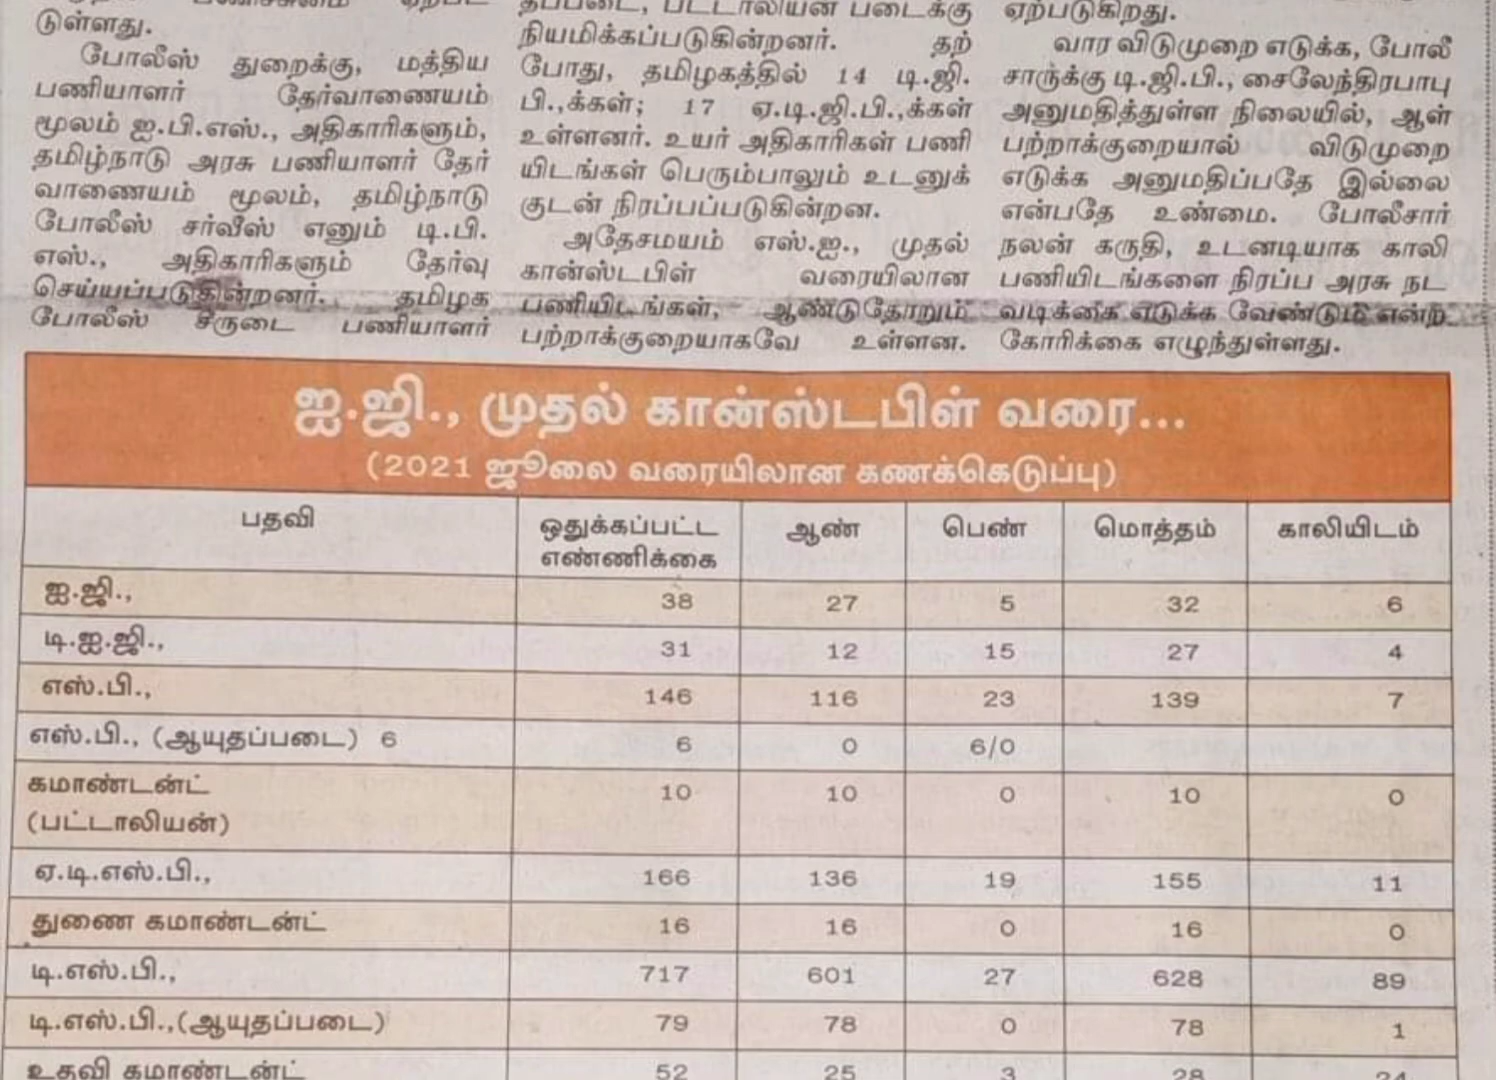 டுள்ளது.
போலீஸ் துறைக்கு, மத்திய
பணியாளர் தேர்வாணையம்
மூலம் ஐ.பி.எஸ்., அதிகாரிகளும்,
தமிழ்நாடு அரசு பணியாளர் தேர்
வாணையம் மூலம், தமிழ்நாடு
போலீஸ் சர்வீஸ் எனும் டி.பி.
எஸ்., அதிகாரிகளும் தேர்வு
செய்யப்படுகின்றனர். தமிழக
போலீஸ் சீருடை பணியாளர்
தப்படை, பட்டாலியன் படைக்கு
நியமிக்கப்படுகின்றனர். தற்
போது, தமிழகத்தில் 14 டி.ஜி.
பி.,க்கள்; 17 ஏ.டி.ஜி.பி.,க்கள்
உள்ளனர். உயர் அதிகாரிகள் பணி
யிடங்கள் பெரும்பாலும் உடனுக்
குடன் நிரப்பப்படுகின்றன.
அதேசமயம் எஸ்.ஐ., முதல்
கான்ஸ்டபிள் வரையிலான
பணியிடங்கள், ஆண்டுதோறும்
பற்றாக்குறையாகவே உள்ளன.
ஏற்படுகிறது.
வார விடுமுறை எடுக்க, போலீ
சாருக்கு டி.ஜி.பி., சைலேந்திரபாபு
அனுமதித்துள்ள நிலையில், ஆள்
பற்றாக்குறையால் விடுமுறை
எடுக்க அனுமதிப்பதே இல்லை
என்பதே உண்மை. போலீசார்
நலன் கருதி, உடனடியாக காலி
பணியிடங்களை நிரப்ப அரசு நட
வடிக்கை எடுக்க வேண்டும் என்ற
கோரிக்கை எழுந்துள்ளது.
ஐ.ஜி., முதல் கான்ஸ்டபிள் வரை...
(2021 ஜூலை வரையிலான கணக்கெடுப்பு)
பதவி ஒதுக்கப்பட்ட எண்ணிக்கை ஆண் பெண் மொத்தம் காலியிடம்
ஐ.ஜி., 38 27 5 32 6
டி.ஐ.ஜி., 31 12 15 27 4
எஸ்.பி., 146 116 23 139 7
எஸ்.பி., (ஆயுதப்படை) 6 6 0 6/0
கமாண்டன்ட் (பட்டாலியன்) 10 10 0 10 0
ஏ.டி.எஸ்.பி., 166 136 19 155 11
துணை கமாண்டன்ட் 16 16 0 16 0
டி.எஸ்.பி., 717 601 27 628 89
டி.எஸ்.பி.,(ஆயுதப்படை) 79 78 0 78 1
உதவி கமாண்டன்ட் 52 25 3 28 24